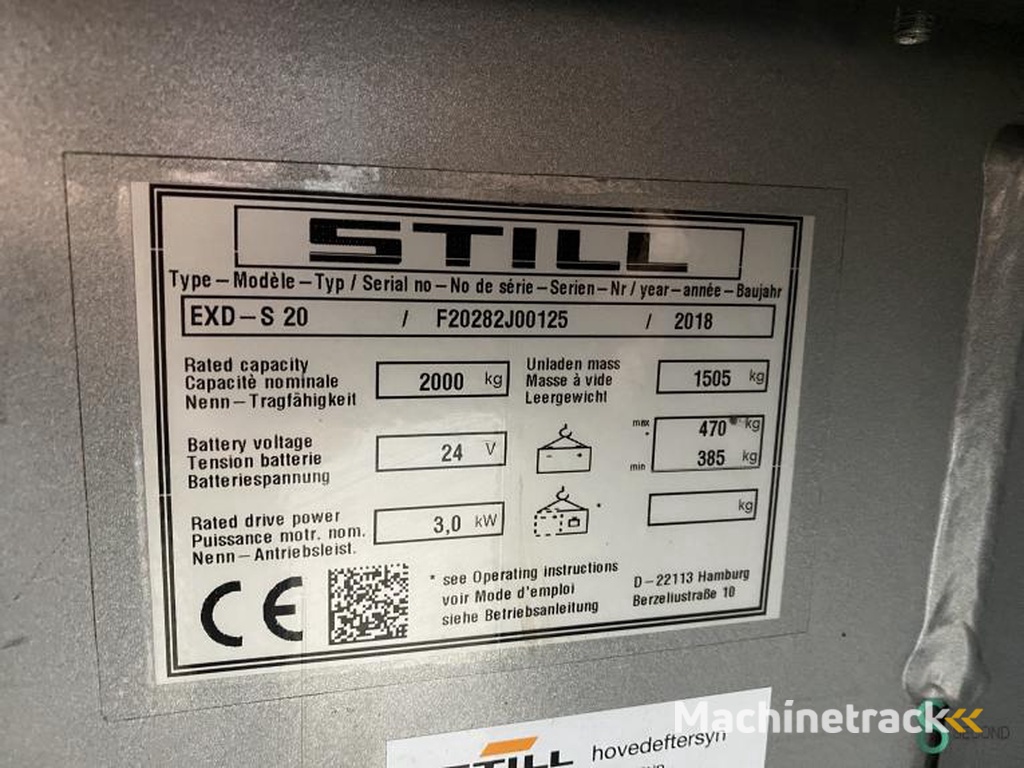 STILL
Type – Modèle – Typ / Serial no – No de série – Serien – Nr / year – année – Baujahr
EXD – S 20 / F20282J00125 / 2018
Rated capacity
Capacitè nominale
Nenn – Tragfähigkeit
2000 kg
Unladen mass
Masse à vide
Leergewicht
1505 kg
Battery voltage
Tension batterie
Batteriespannung
24 V
max 470 kg
*
min 385 kg
Rated drive power
Puissance motr. nom.
Nenn – Antriebsleist.
3,0 kW
*
kg
CE
* see Operating instructions
voir Mode d'emploi
siehe Betriebsanleitung
D – 22113 Hamburg
Berzeliustraße 10
STILL
hovedeftersyn
Machinetrack
SECOND